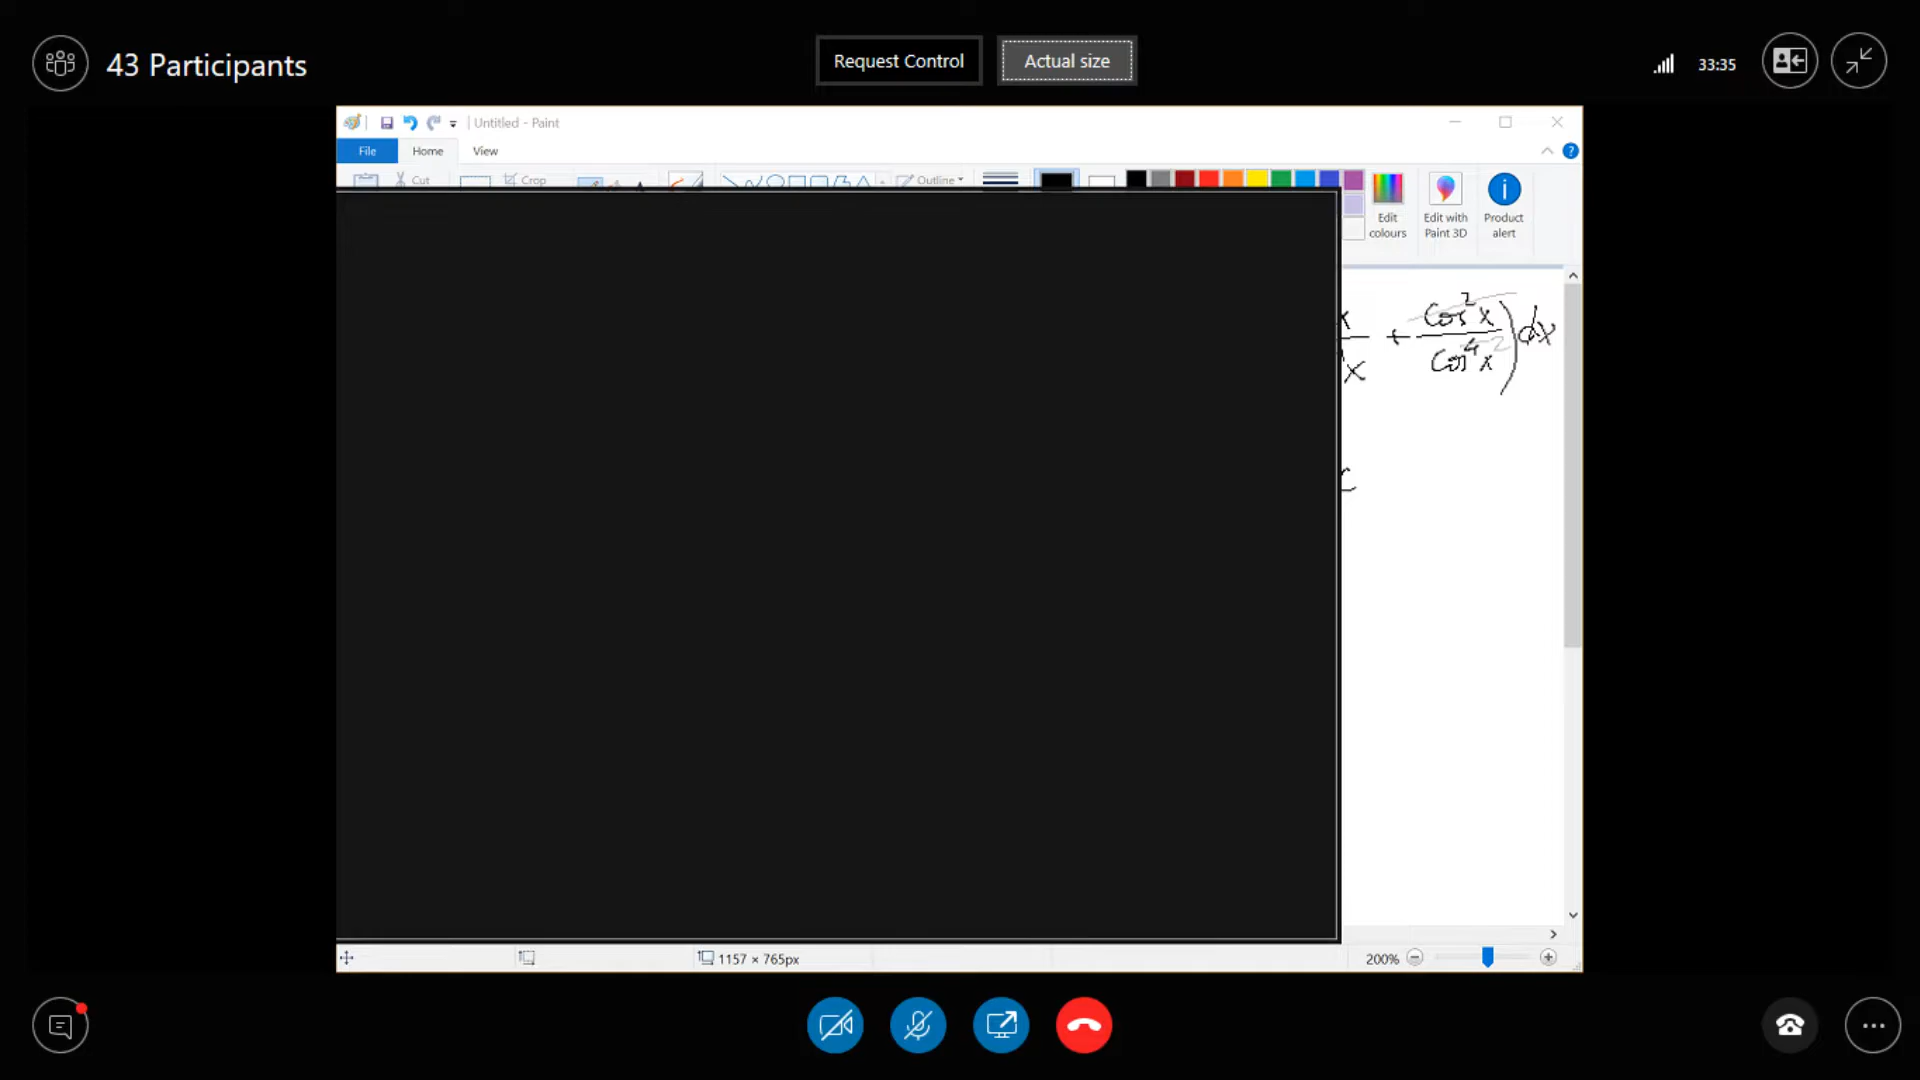 43 Participants
Request Control
Actual size
33:35
Untitled - Paint
File Home View
Cut
Crop
Outline
Edit colours
Edit with Paint 3D
Product alert
x + cos²x) dx
x cos⁴x 2
c
1157 × 765px
200%